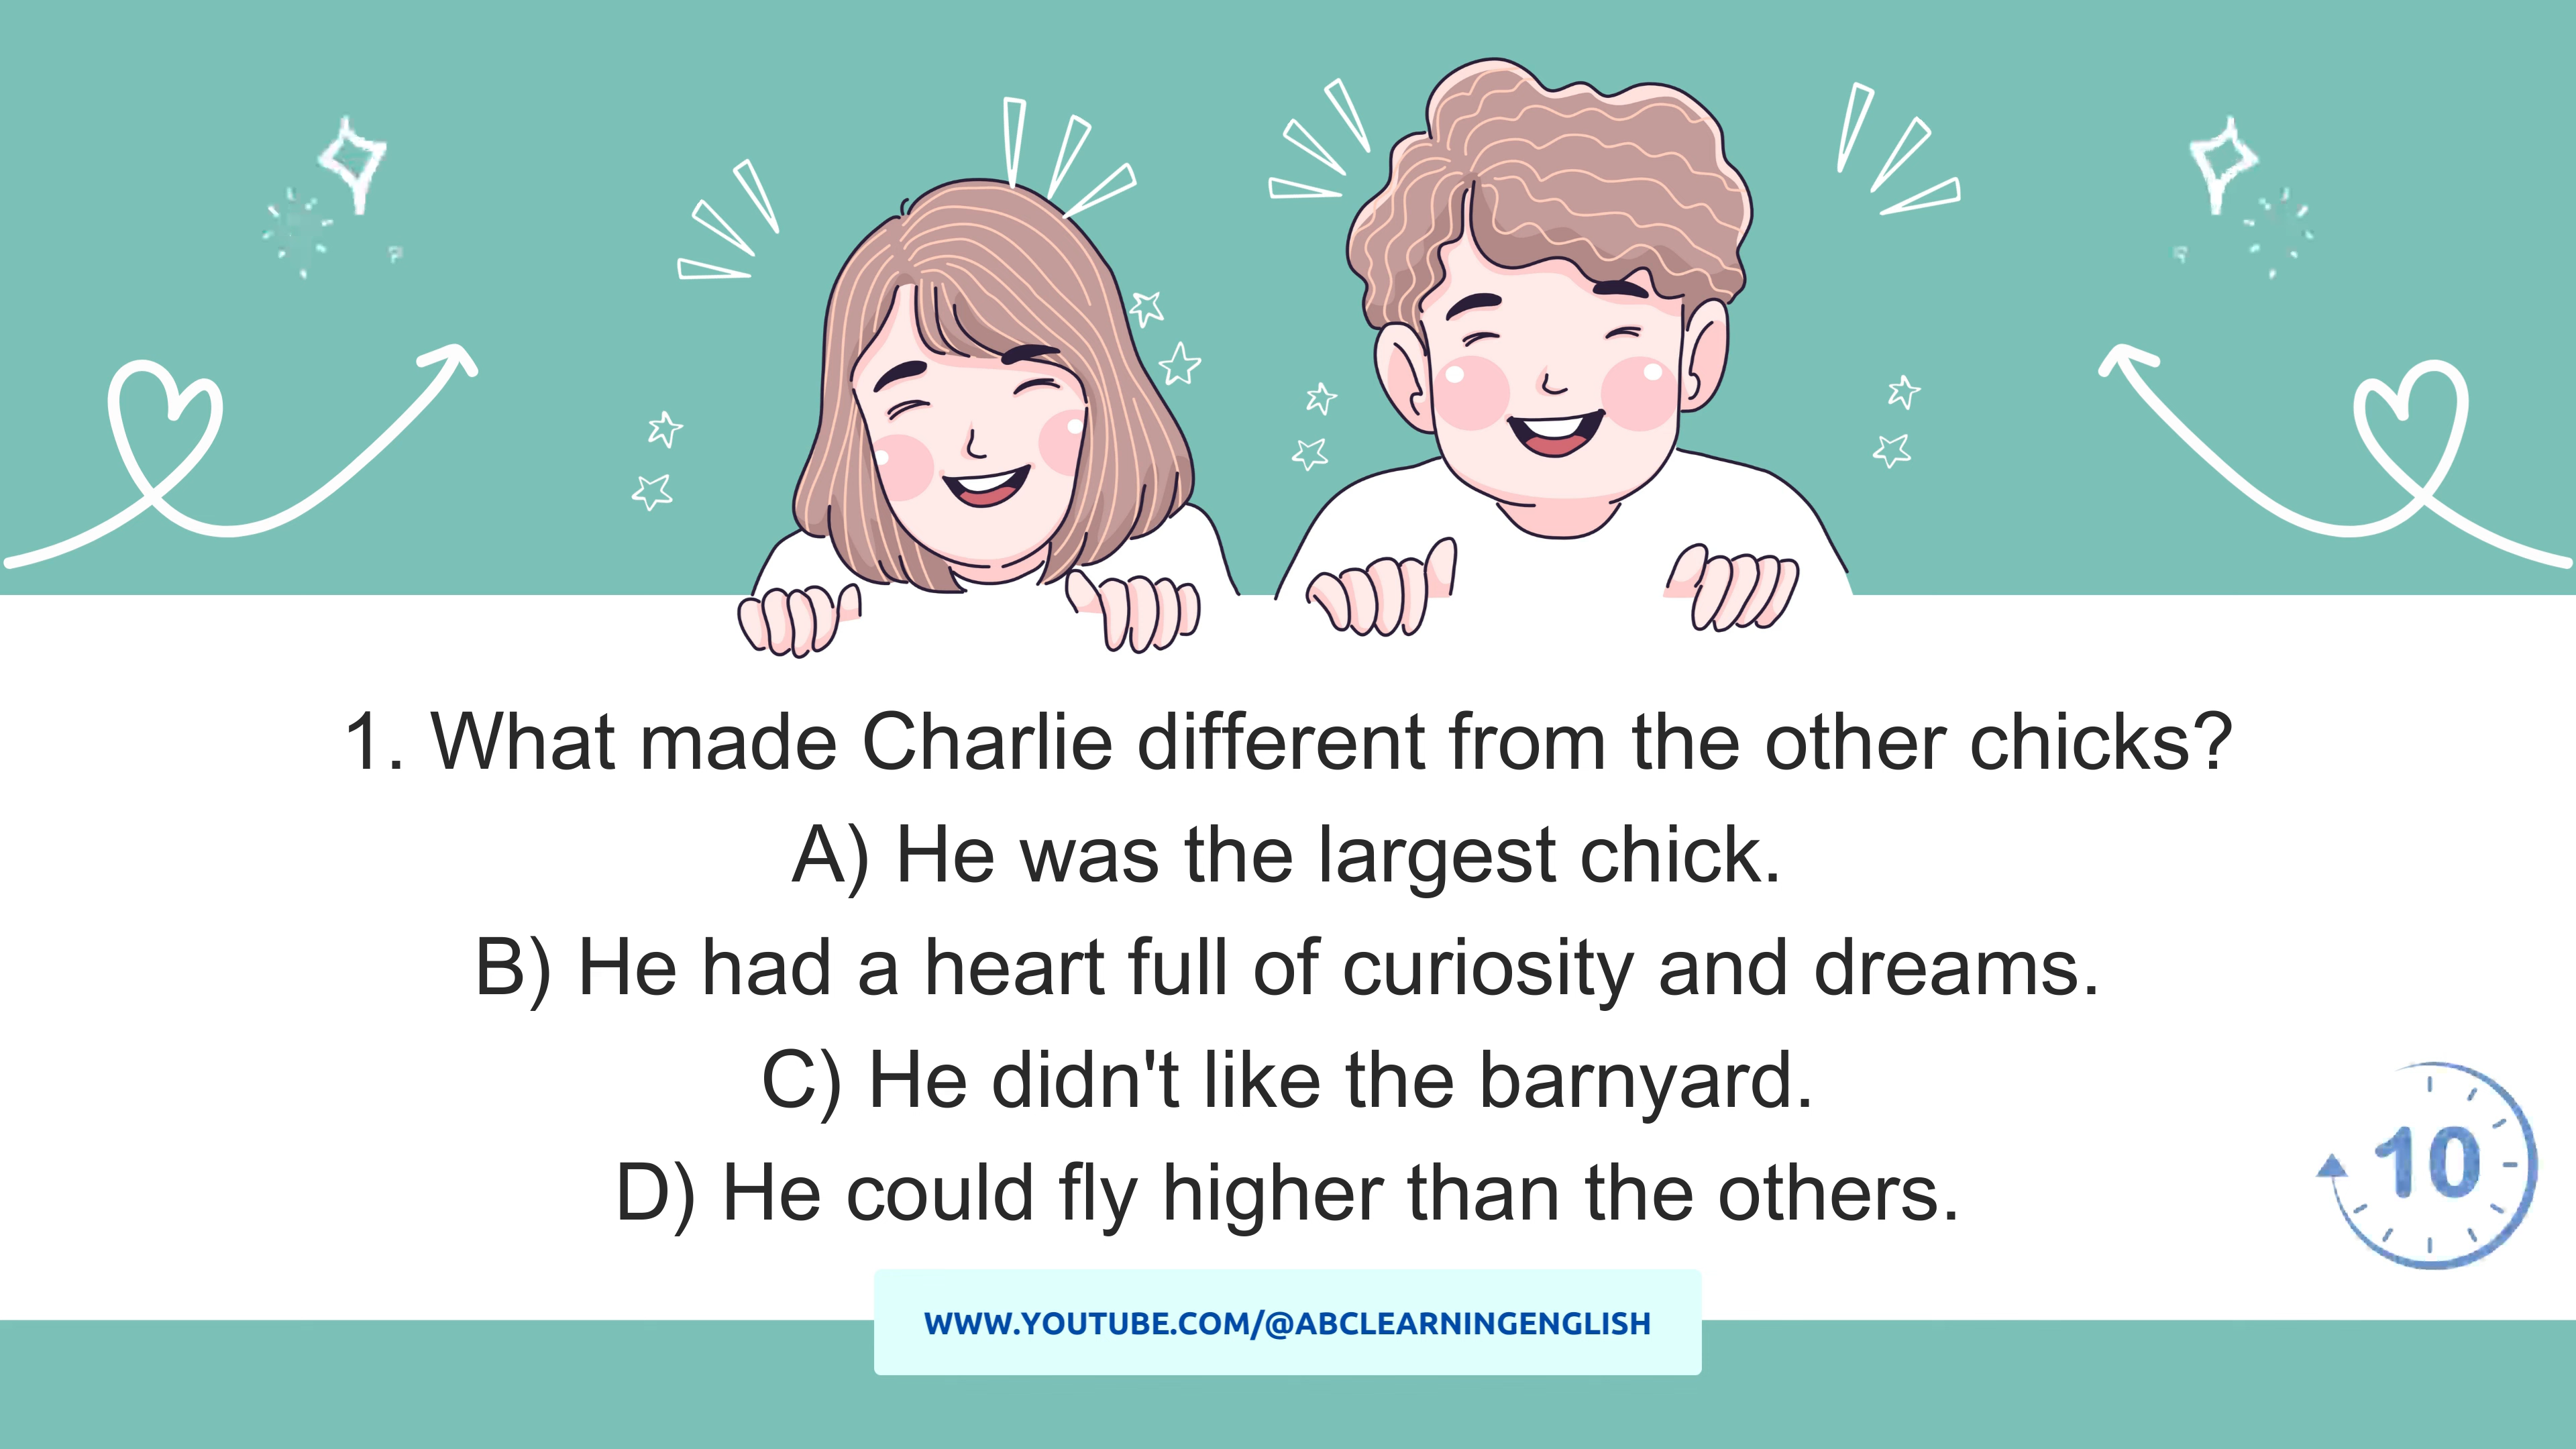 1. What made Charlie different from the other chicks?
A) He was the largest chick.
B) He had a heart full of curiosity and dreams.
C) He didn't like the barnyard.
D) He could fly higher than the others.
10
WWW.YOUTUBE.COM/@ABCLEARNINGENGLISH